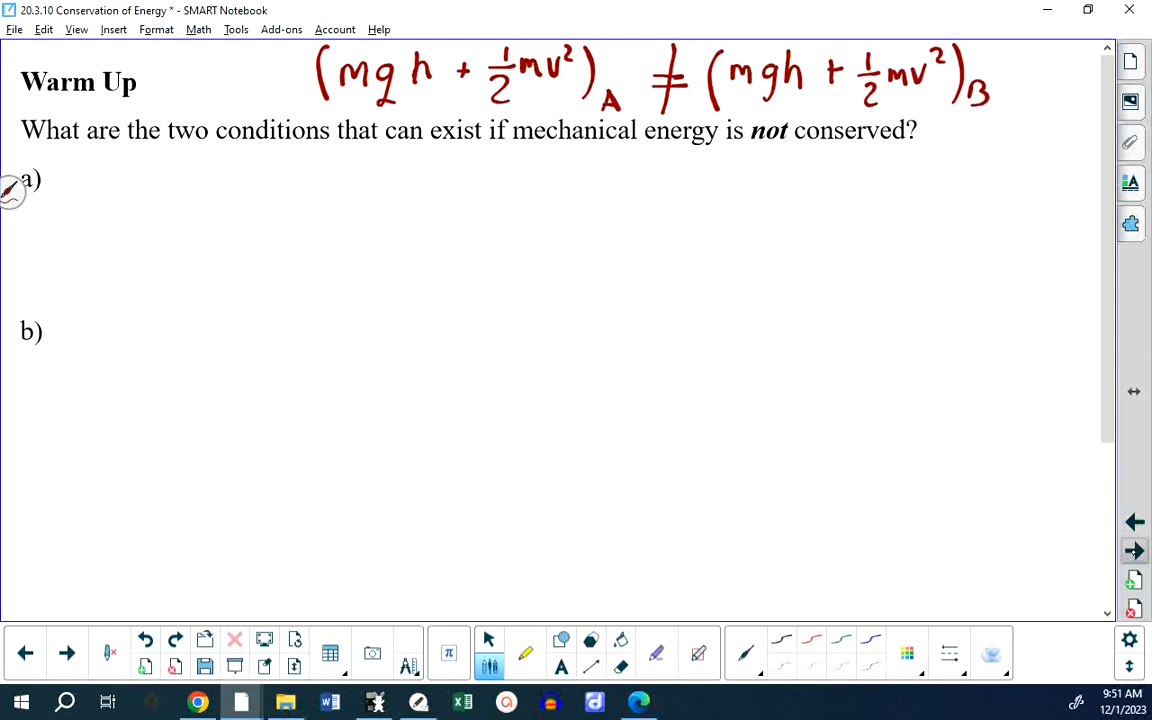 20.3.10 Conservation of Energy * - SMART Notebook
File Edit View Insert Format Math Tools Add-ons Account Help
(mgh + ½mv²)A ≠ (mgh + ½mv²)B
Warm Up
What are the two conditions that can exist if mechanical energy is not conserved?
a)
b)
9:51 AM
12/1/2023